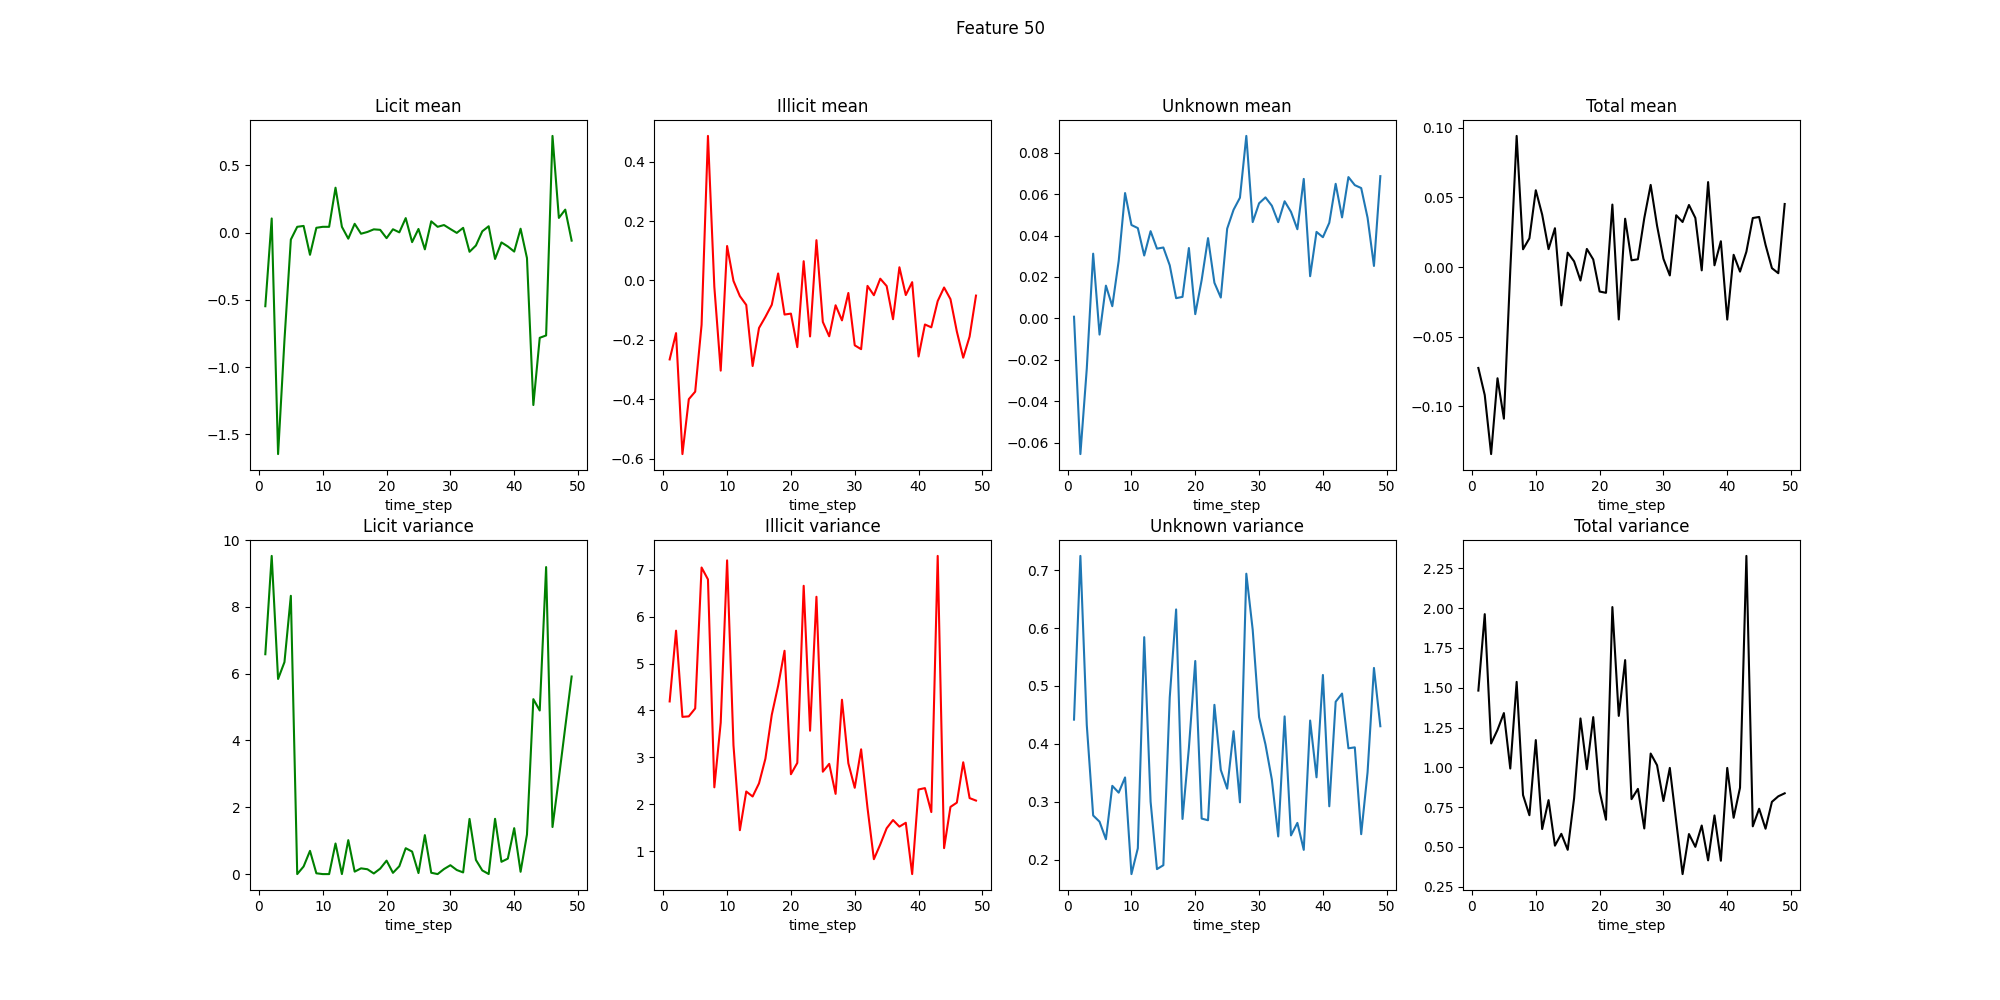 Feature 50
Licit mean
Illicit mean
Unknown mean
Total mean
0.5
0.0
−0.5
−1.0
−1.5
0 10 20 30 40 50
time_step
0.4
0.2
0.0
−0.2
−0.4
−0.6
0 10 20 30 40 50
time_step
0.08
0.06
0.04
0.02
0.00
−0.02
−0.04
−0.06
0 10 20 30 40 50
time_step
0.10
0.05
0.00
−0.05
−0.10
0 10 20 30 40 50
time_step
Licit variance
Illicit variance
Unknown variance
Total variance
10
8
6
4
2
0
0 10 20 30 40 50
time_step
7
6
5
4
3
2
1
0 10 20 30 40 50
time_step
0.7
0.6
0.5
0.4
0.3
0.2
0 10 20 30 40 50
time_step
2.25
2.00
1.75
1.50
1.25
1.00
0.75
0.50
0.25
0 10 20 30 40 50
time_step